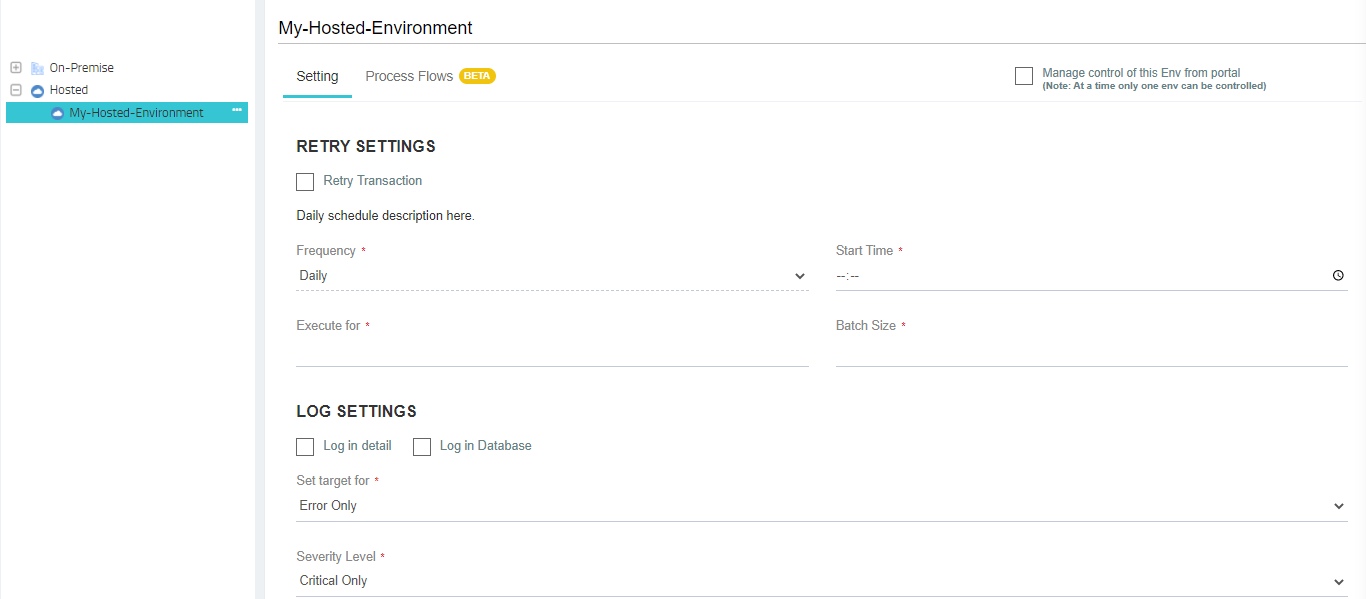 My-Hosted-Environment
On-Premise
Hosted
My-Hosted-Environment
Setting Process Flows BETA
Manage control of this Env from portal
(Note: At a time only one env can be controlled)
RETRY SETTINGS
Retry Transaction
Daily schedule description here.
Frequency * Start Time *
Daily --:--
Execute for * Batch Size *
LOG SETTINGS
Log in detail Log in Database
Set target for *
Error Only
Severity Level *
Critical Only